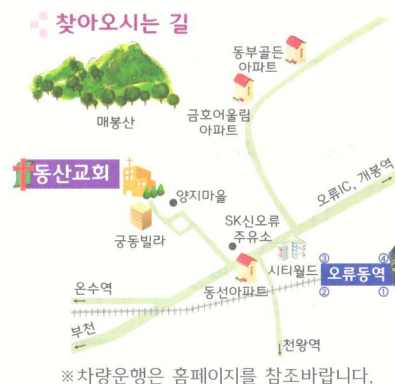 찾아오시는 길
동부골든
아파트
금호어울림
아파트
매봉산
동산교회
양지마을
오류IC, 개봉역
궁동빌라
SK신오류
주유소
시티월드
③ ④
오류동역
② ①
동선아파트
온수역
부천
천왕역
※차량운행은 홈페이지를 참조바랍니다.